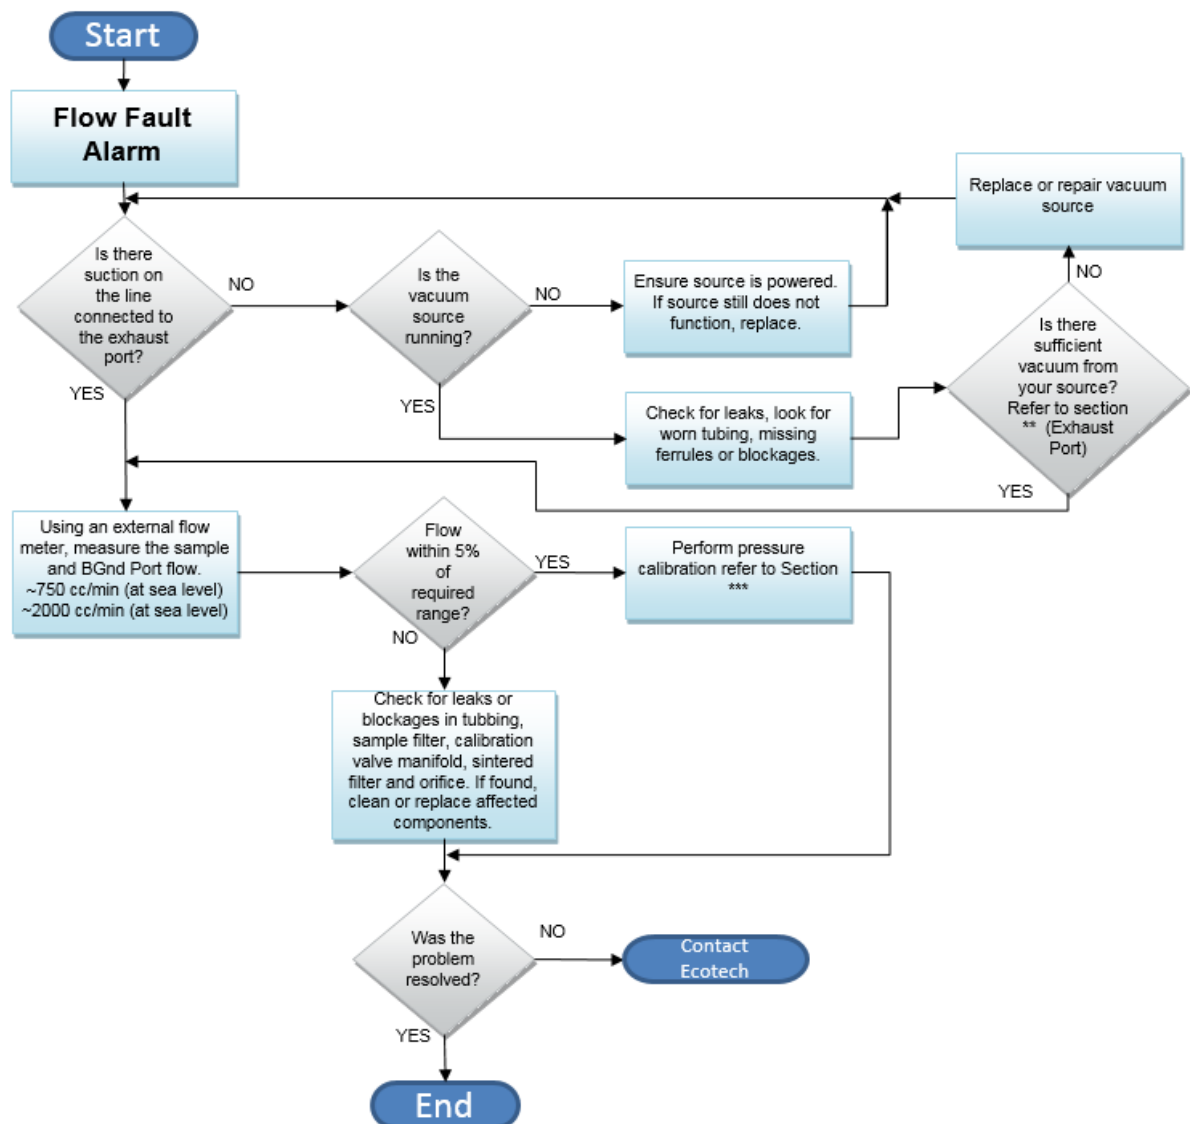 Start
Flow Fault
Alarm
Replace or repair vacuum
source
Is there
suction on
the line
connected to
the exhaust
port?
NO
YES
Is the
vacuum
source
running?
NO
YES
Ensure source is powered.
If source still does not
function, replace.
Check for leaks, look for
worn tubing, missing
ferrules or blockages.
NO
Is there
sufficient
vacuum from
your source?
Refer to section
** (Exhaust
Port)
YES
Using an external flow
meter, measure the sample
and BGnd Port flow.
~750 cc/min (at sea level)
~2000 cc/min (at sea level)
Flow
within 5%
of
required
range?
YES
NO
Perform pressure
calibration refer to Section
***
Check for leaks or
blockages in tubbing,
sample filter, calibration
valve manifold, sintered
filter and orifice. If found,
clean or replace affected
components.
Was the
problem
resolved?
NO
YES
Contact
Ecotech
End